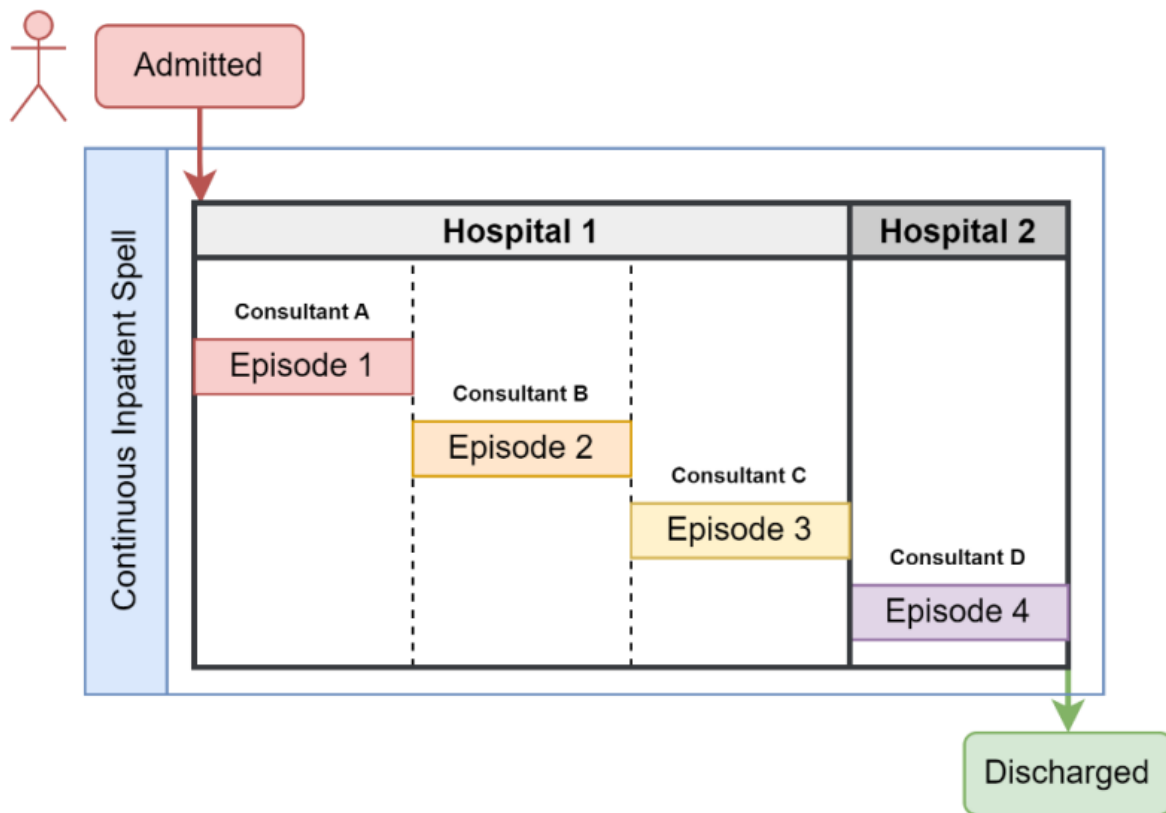 Admitted
Continuous Inpatient Spell
Hospital 1
Hospital 2
Consultant A
Episode 1
Consultant B
Episode 2
Consultant C
Episode 3
Consultant D
Episode 4
Discharged